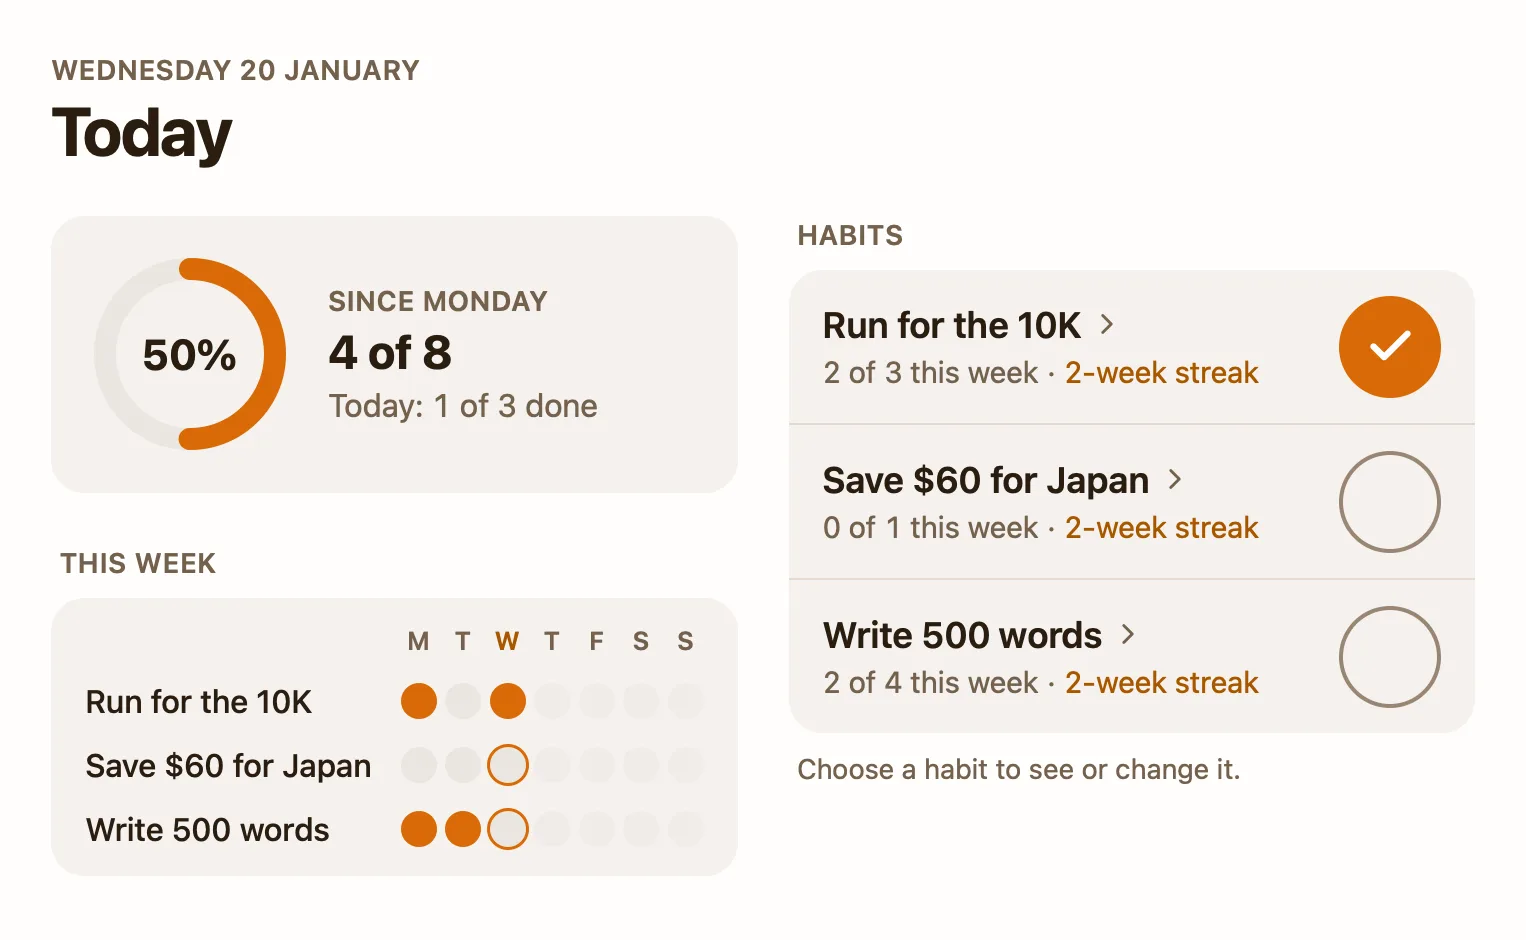 WEDNESDAY 20 JANUARY
Today
50%
SINCE MONDAY
4 of 8
Today: 1 of 3 done
THIS WEEK
M T W T F S S
Run for the 10K
Save $60 for Japan
Write 500 words
HABITS
Run for the 10K
2 of 3 this week · 2-week streak
Save $60 for Japan
0 of 1 this week · 2-week streak
Write 500 words
2 of 4 this week · 2-week streak
Choose a habit to see or change it.